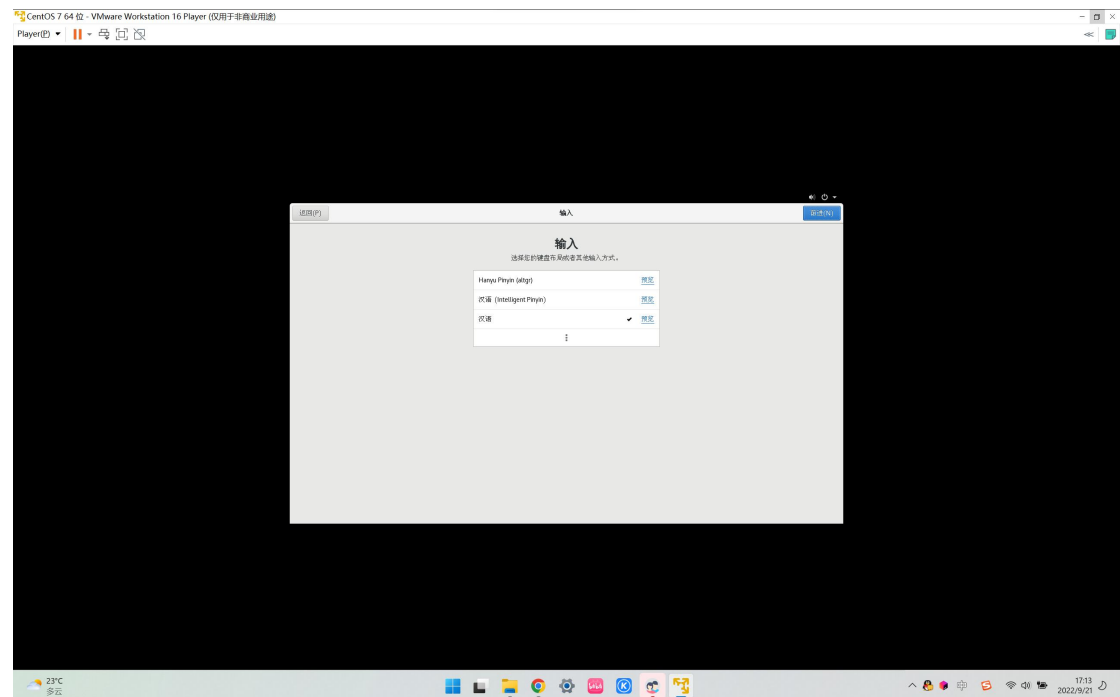 CentOS 7 64 位 - VMware Workstation 16 Player (仅用于非商业用途)
Player(P)
返回(P)
输入
前进(N)
输入
选择您的键盘布局或者其他输入方式。
Hanyu Pinyin (altgr)
预览
汉语 (Intelligent Pinyin)
预览
汉语
预览
23°C
多云
中
17:13
2022/9/21